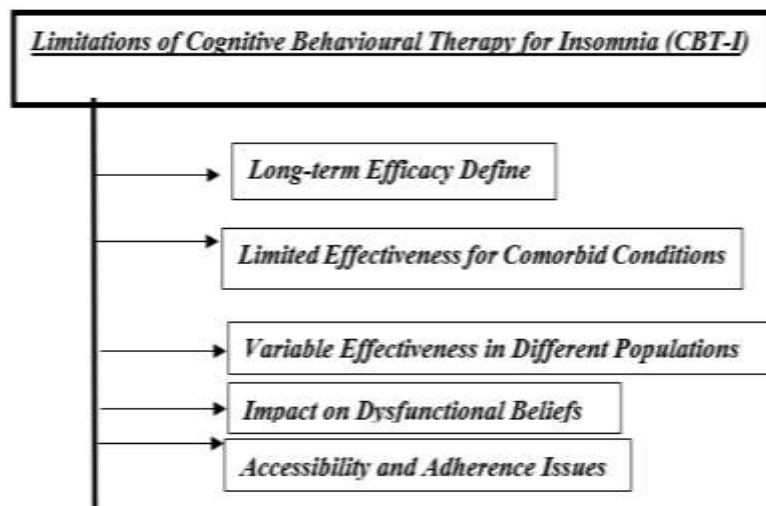 Limitations of Cognitive Behavioural Therapy for Insomnia (CBT-I)
Long-term Efficacy Define
Limited Effectiveness for Comorbid Conditions
Variable Effectiveness in Different Populations
Impact on Dysfunctional Beliefs
Accessibility and Adherence Issues